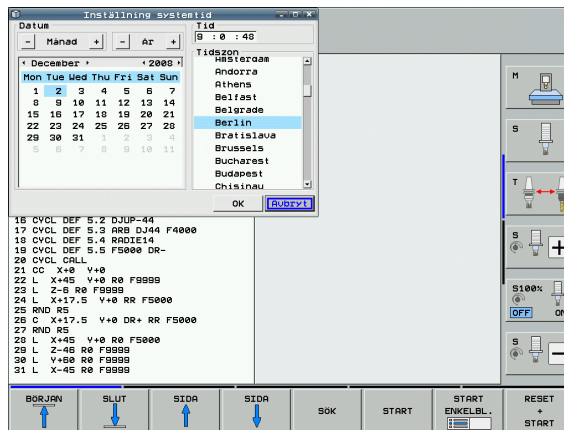 Inställning systemtid
Datum
Tid
- Månad + - År +
9 : 0 : 48
Tidszon
December 2008
Mon Tue Wed Thu Fri Sat Sun
1 2 3 4 5 6 7
8 9 10 11 12 13 14
15 16 17 18 19 20 21
22 23 24 25 26 27 28
29 30 31 1 2 3 4
5 6 7 8 9 10 11
Amsterdam
Andorra
Athens
Belfast
Belgrade
Berlin
Bratislava
Brussels
Bucharest
Budapest
Chisinau
OK Avbryt
16 CYCL DEF 5.2 DJUP-44
17 CYCL DEF 5.3 ARB DJ44 F4000
18 CYCL DEF 5.4 RADIE14
19 CYCL DEF 5.5 F5000 DR-
20 CYCL CALL
21 CC X+0 Y+0
22 L X+45 Y+0 R0 F9999
23 L Z-6 R0 F9999
24 L X+17.5 Y+0 RR F5000
25 RND R5
26 C X+17.5 Y+0 DR+ RR F5000
27 RND R5
28 L X+45 Y+0 R0 F5000
29 L Z-46 R0 F9999
30 L Y+60 R0 F9999
31 L X-45 R0 F9999
M
S
T
S
+
S100%
OFF ON
S
-
BÖRJAN
SLUT
SIDA
SIDA
SÖK
START
START
ENKELBL.
RESET
+
START